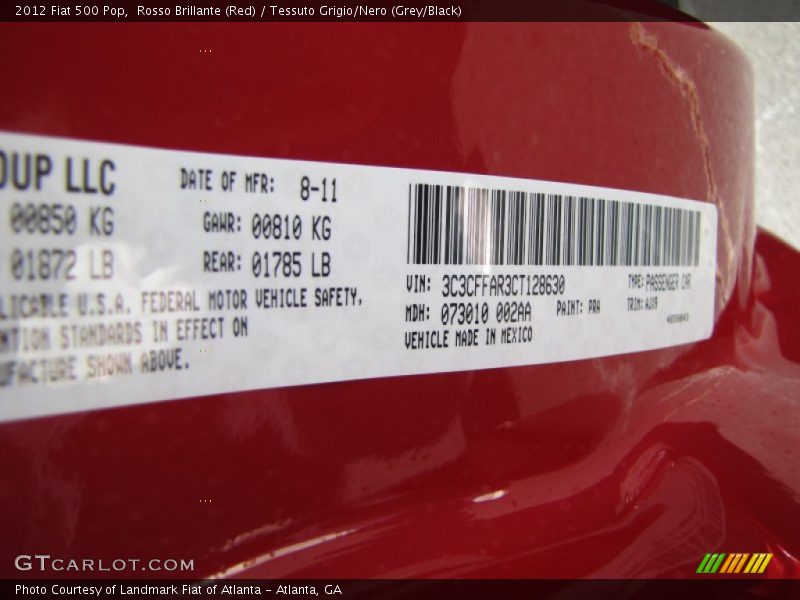 2012 Fiat 500 Pop,  Rosso Brillante (Red) / Tessuto Grigio/Nero (Grey/Black)
OUP LLC
DATE OF MFR: 8-11
00850 KG GAWR: 00810 KG
01872 LB REAR: 01785 LB
LICABLE U.S.A. FEDERAL MOTOR VEHICLE SAFETY,
NTION STANDARDS IN EFFECT ON
UFACTURE SHOWN ABOVE.
VIN: 3C3CFFAR3CT128630 TYPE: PASSENGER CAR
MDH: 073010 002AA PAINT: PRA TRIM:
VEHICLE MADE IN MEXICO
GTCARLOT.COM
Photo Courtesy of Landmark Fiat of Atlanta - Atlanta, GA